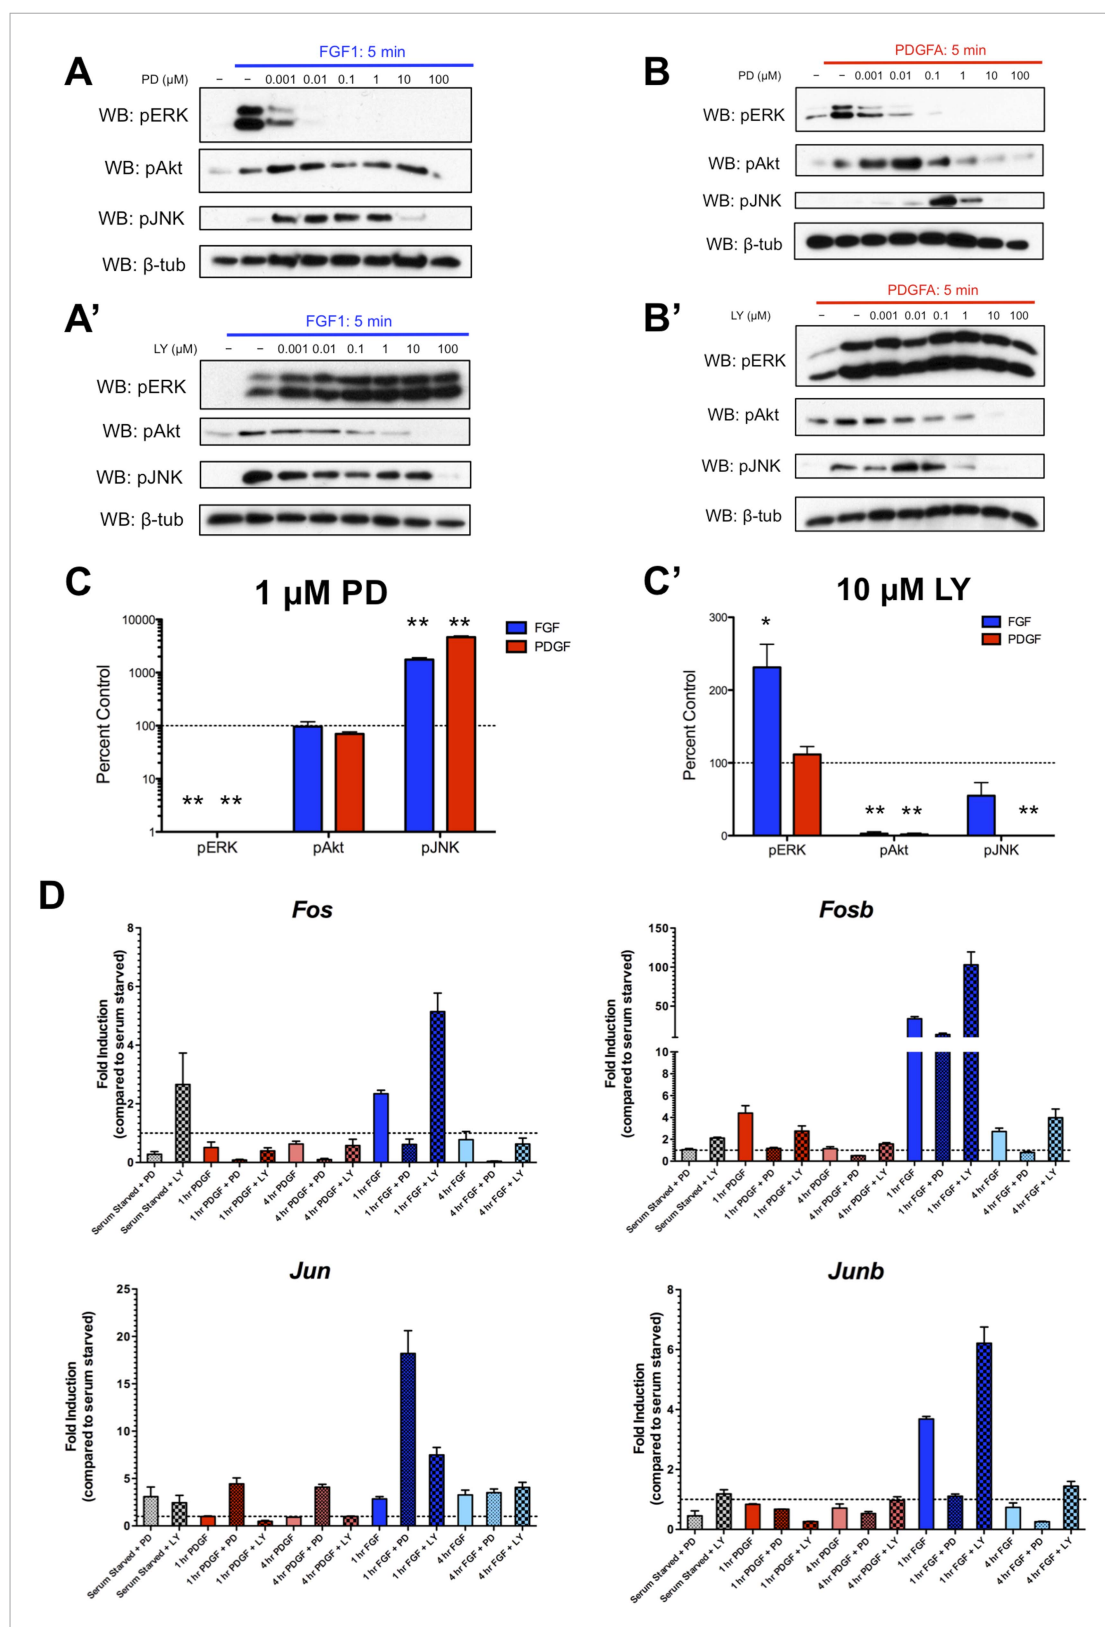 A
FGF1: 5 min
PD (µM) – – 0.001 0.01 0.1 1 10 100
WB: pERK
WB: pAkt
WB: pJNK
WB: β-tub
B
PDGFA: 5 min
PD (µM) – – 0.001 0.01 0.1 1 10 100
WB: pERK
WB: pAkt
WB: pJNK
WB: β-tub
A’
FGF1: 5 min
LY (µM) – – 0.001 0.01 0.1 1 10 100
WB: pERK
WB: pAkt
WB: pJNK
WB: β-tub
B’
PDGFA: 5 min
LY (µM) – – 0.001 0.01 0.1 1 10 100
WB: pERK
WB: pAkt
WB: pJNK
WB: β-tub
C
1 µM PD
Percent Control
10000
1000
100
10
1
** **
** **
FGF
PDGF
pERK pAkt pJNK
C’
10 µM LY
Percent Control
300
200
100
0
*
** ** **
FGF
PDGF
pERK pAkt pJNK
D
Fos
Fold Induction
(compared to serum starved)
8
6
4
2
0
Serum Starved + PD
Serum Starved + LY
1 hr PDGF
1 hr PDGF + PD
1 hr PDGF + LY
4 hr PDGF
4 hr PDGF + PD
4 hr PDGF + LY
1 hr FGF
1 hr FGF + PD
1 hr FGF + LY
4 hr FGF
4 hr FGF + PD
4 hr FGF + LY
Fosb
Fold Induction
(compared to serum starved)
150
100
50
10
8
6
4
2
0
Serum Starved + PD
Serum Starved + LY
1 hr PDGF
1 hr PDGF + PD
1 hr PDGF + LY
4 hr PDGF
4 hr PDGF + PD
4 hr PDGF + LY
1 hr FGF
1 hr FGF + PD
1 hr FGF + LY
4 hr FGF
4 hr FGF + PD
4 hr FGF + LY
Jun
Fold Induction
(compared to serum starved)
25
20
15
10
5
0
Serum Starved + PD
Serum Starved + LY
1 hr PDGF
1 hr PDGF + PD
1 hr PDGF + LY
4 hr PDGF
4 hr PDGF + PD
4 hr PDGF + LY
1 hr FGF
1 hr FGF + PD
1 hr FGF + LY
4 hr FGF
4 hr FGF + PD
4 hr FGF + LY
Junb
Fold Induction
(compared to serum starved)
8
6
4
2
0
Serum Starved + PD
Serum Starved + LY
1 hr PDGF
1 hr PDGF + PD
1 hr PDGF + LY
4 hr PDGF
4 hr PDGF + PD
4 hr PDGF + LY
1 hr FGF
1 hr FGF + PD
1 hr FGF + LY
4 hr FGF
4 hr FGF + PD
4 hr FGF + LY